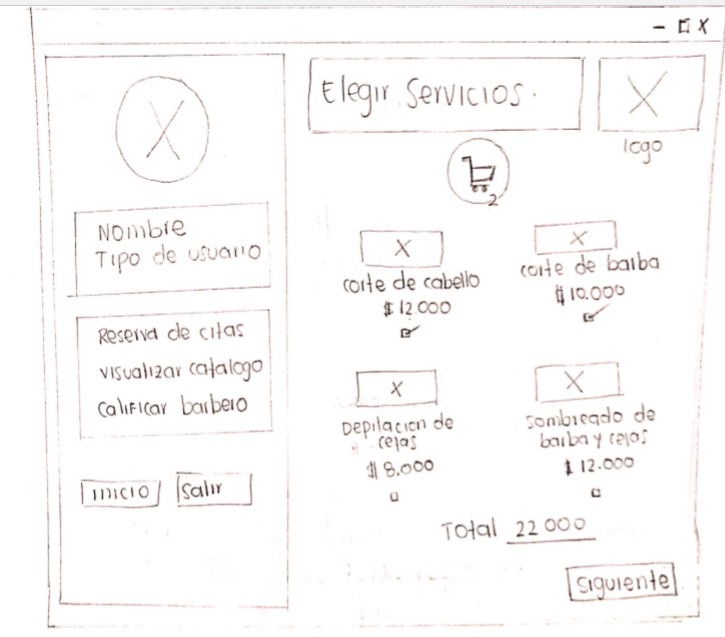 Nombre
Tipo de usuario
Reserva de citas
visualizar catalogo
Calificar barbero
Inicio
Salir
Elegir Servicios.
logo
2
corte de cabello
$12.000
corte de barba
$10.000
Depilacion de
cejas
$8.000
Sombreado de
barba y cejas
$12.000
Total 22 000
Siguiente